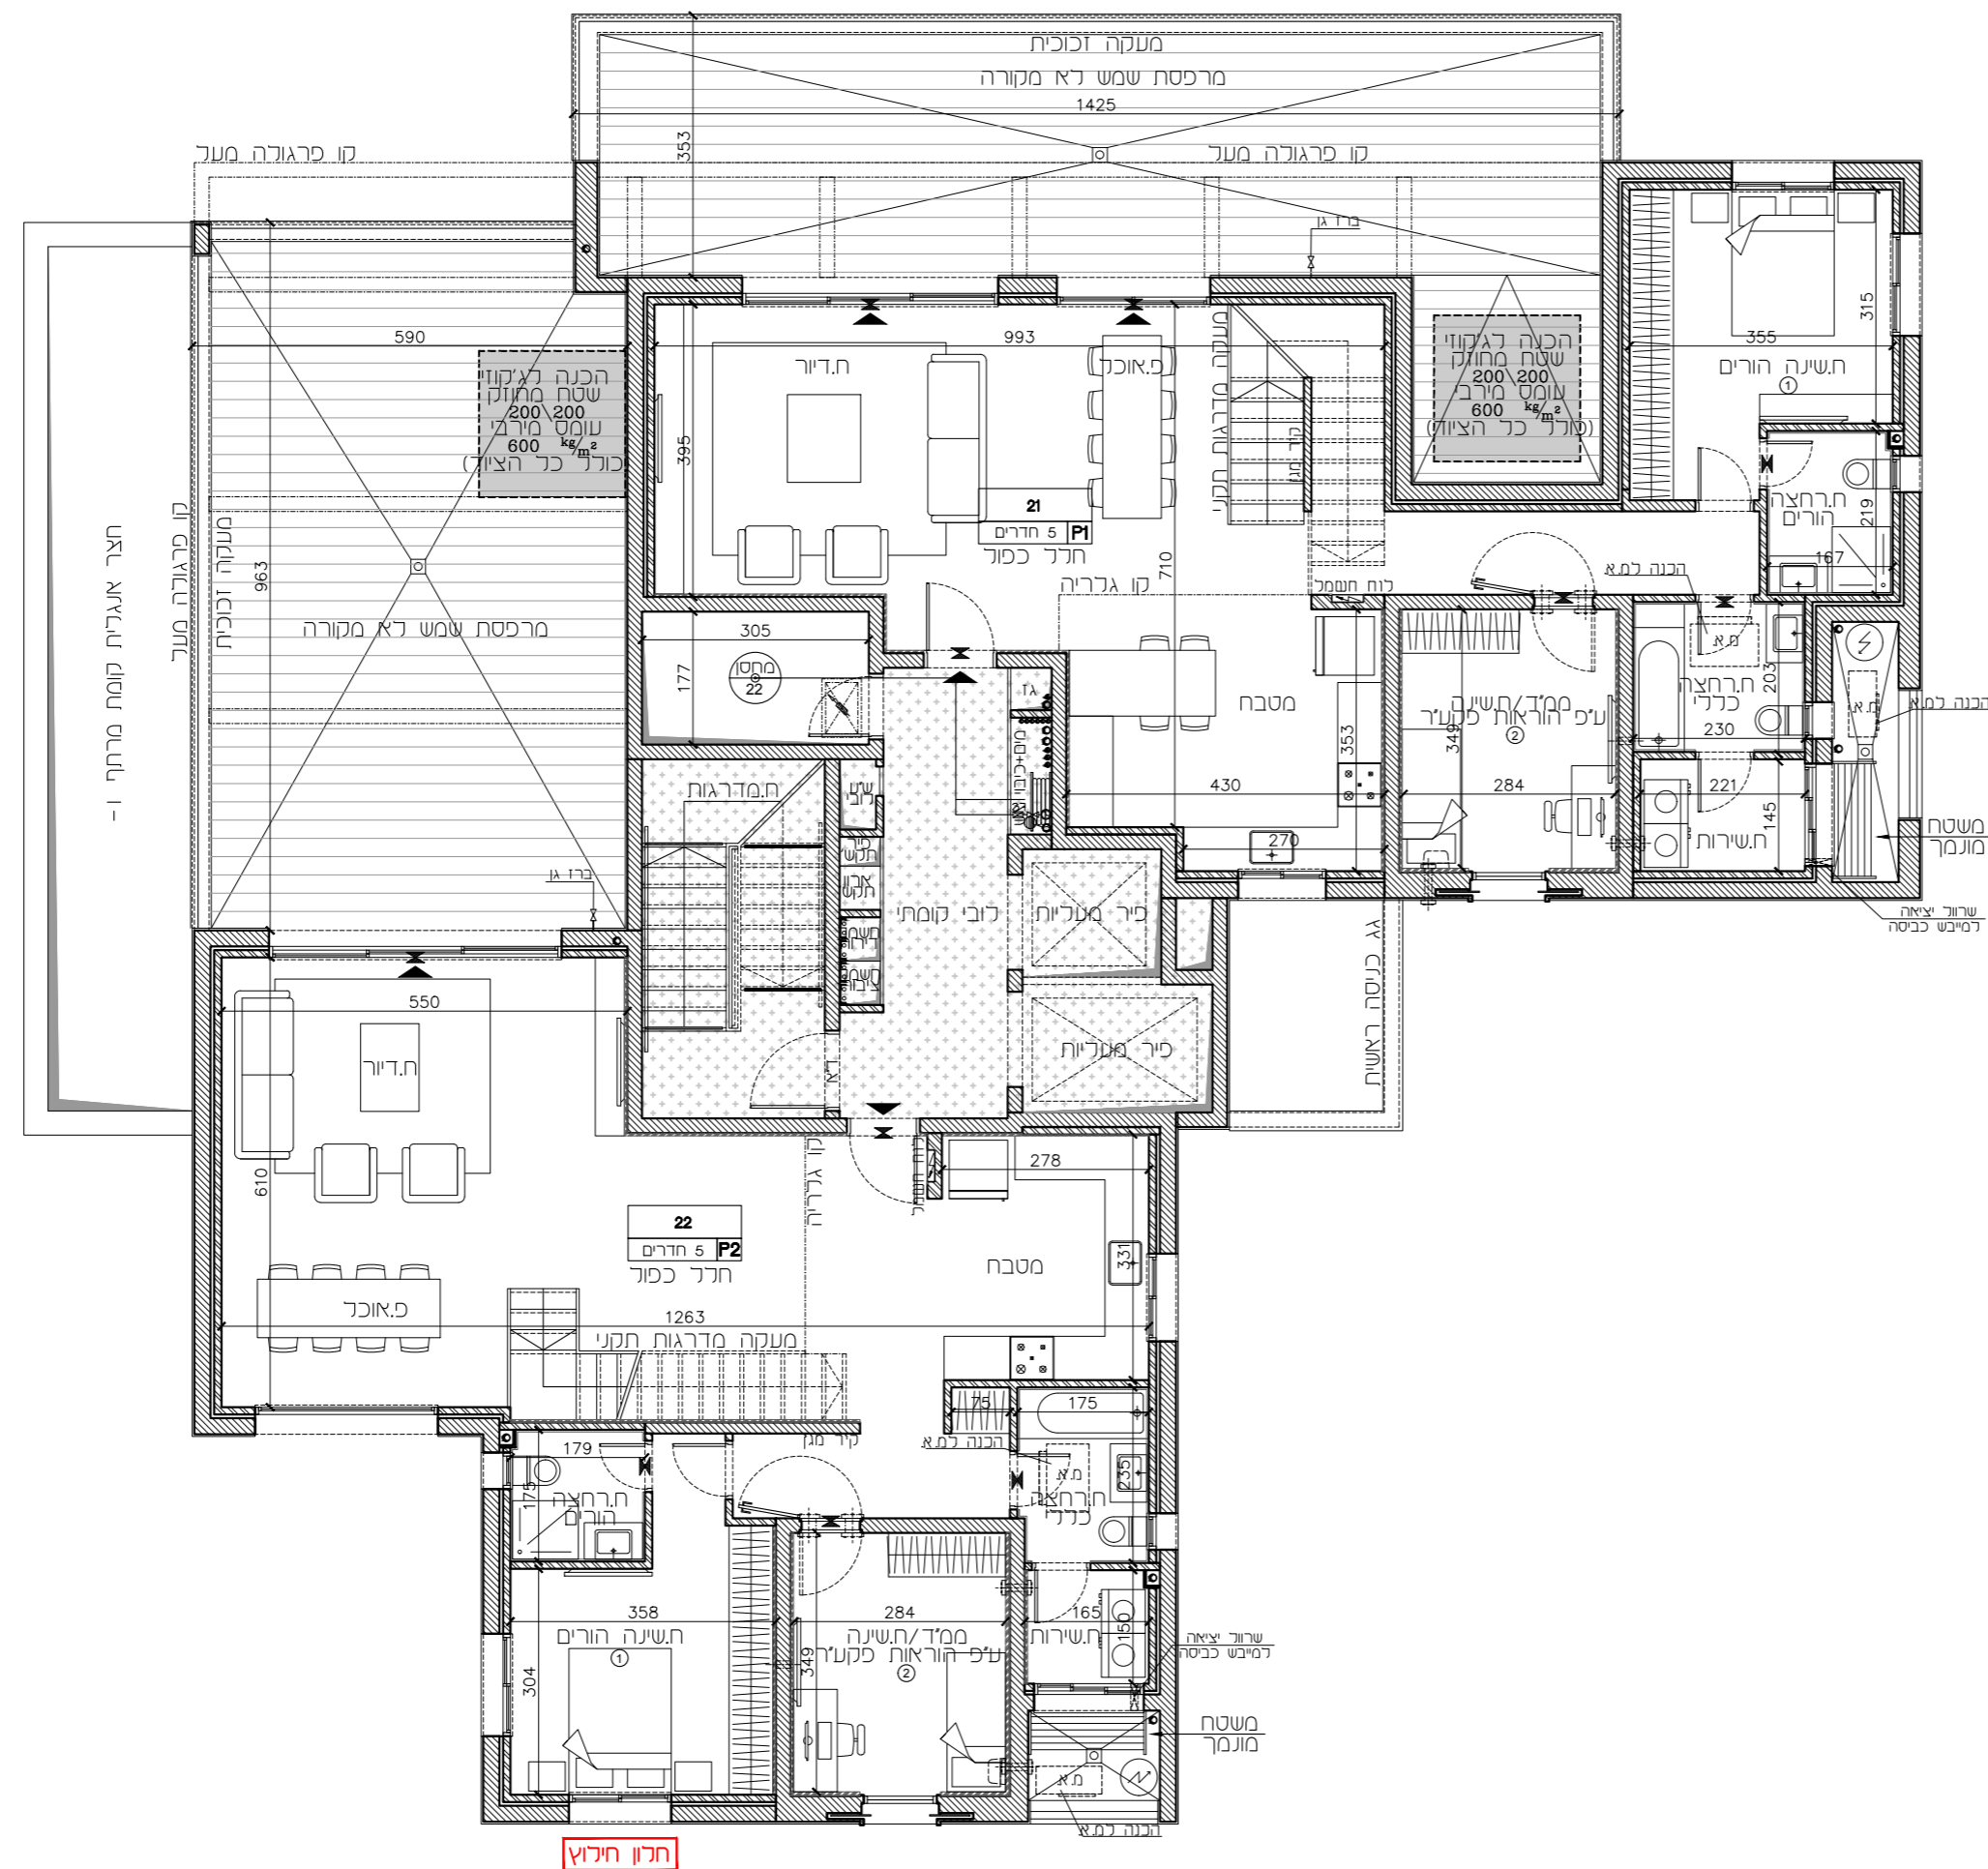 מעקה זכוכית
מרפסת שמש לא מקורה
1425
353
קו פרגולה מעל
קו פרגולה מעל
ברז גן
590
הכנה לג'קוזי
שטח מחוזק
200\200
עומס מירבי
600 kg/m²
(כולל כל הציוד)
963
קו פרגולה מעל
מעקה זכוכית
חצר אנגלית קומת מרתף 1-
מרפסת שמש לא מקורה
ברז גן
993
ח.דיור
פ.אוכל
395
710
מעקה מדרגות תקני
קיר מגן
21
P1 5 חדרים
חלל כפול
קו גלריה
לוח חשמל
הכנה לג'קוזי
שטח מחוזק
200\200
עומס מירבי
600 kg/m²
(כולל כל הציוד)
355
315
ח.שינה הורים
1
ח.רחצה
הורים
219
167
הכנה למ.א
מ.א
ח.רחצה
כללי
203
230
הכנה למ.א
מ.א
221
145
ח.שירות
משטח
מונמך
שרוול יציאה
למייבש כביסה
ממ"ד/ח.שינה
ע"פ הוראות פקע"ר
2
349
284
מטבח
353
430
270
305
177
מחסן
22
גז
ח.מדרגות
לובי קומתי
פיר מעליות
פיר מעליות
גג כניסה ראשית
550
ח.דיור
610
22
P2 5 חדרים
חלל כפול
קו גלריה
לוח חשמל
278
331
מטבח
פ.אוכל
1263
מעקה מדרגות תקני
75
175
קיר מגן
הכנה למ.א
מ.א
235
ח.רחצה
כללי
179
175
ח.רחצה
הורים
358
ח.שינה הורים
1
304
284
ממ"ד/ח.שינה
ע"פ הוראות פקע"ר
2
349
165
150
ח.שירות
שרוול יציאה
למייבש כביסה
משטח
מונמך
מ.א
הכנה למ.א
חלון חילוץ